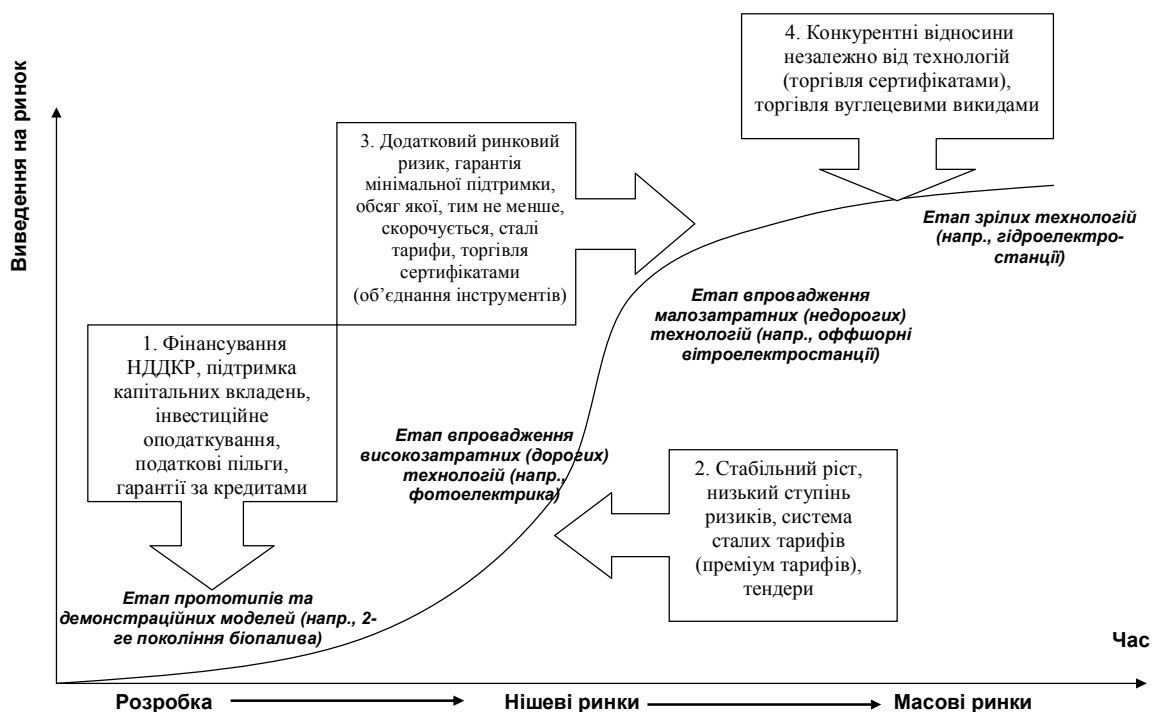 Виведення на ринок
4. Конкурентні відносини
незалежно від технологій
(торгівля сертифікатами),
торгівля вуглецевими викидами
3. Додатковий ринковий
ризик, гарантія
мінімальної підтримки,
обсяг якої, тим не менше,
скорочується, сталі
тарифи, торгівля
сертифікатами
(об’єднання інструментів)
Етап зрілих технологій
(напр., гідроелектро-
станції)
Етап впровадження
малозатратних (недорогих)
технологій (напр., оффшорні
вітроелектростанції)
1. Фінансування
НДДКР, підтримка
капітальних вкладень,
інвестиційне
оподаткування,
податкові пільги,
гарантії за кредитами
Етап впровадження
високозатратних (дорогих)
технологій (напр.,
фотоелектрика)
2. Стабільний ріст,
низький ступінь
ризиків, система
сталих тарифів
(преміум тарифів),
тендери
Етап прототипів та
демонстраційних моделей (напр., 2-
ге покоління біопалива)
Час
Розробка
Нішеві ринки
Масові ринки